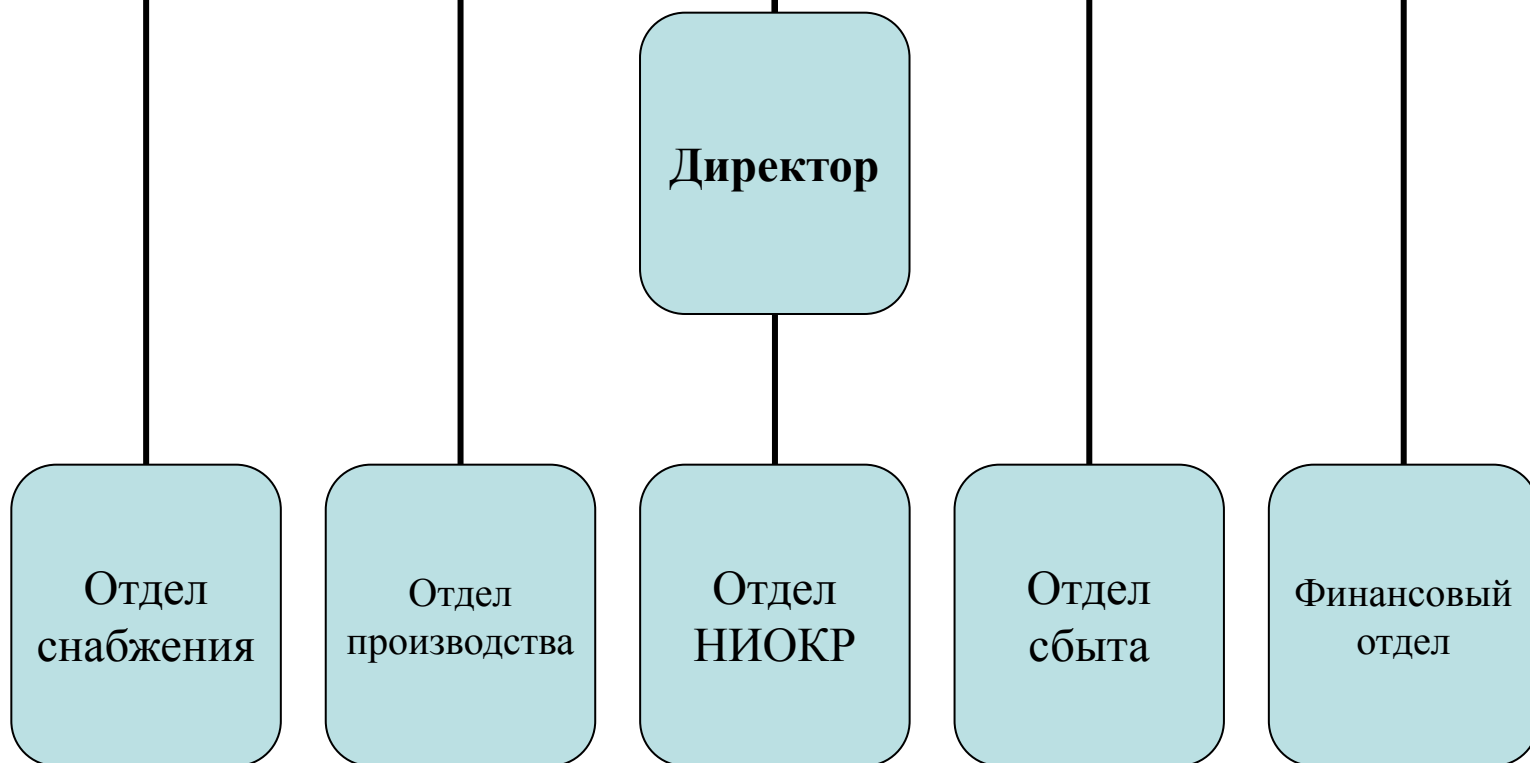 Директор
Отдел
снабжения
Отдел
производства
Отдел
НИОКР
Отдел
сбыта
Финансовый
отдел